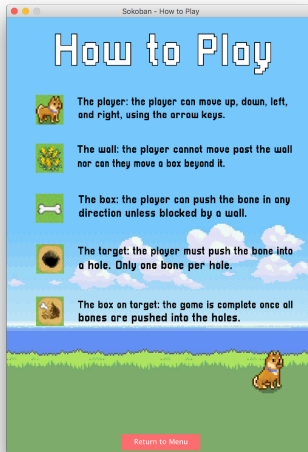 Sokoban - How to Play
How to Play
The player: the player can move up, down, left,
and right, using the arrow keys.
The wall: the player cannot move past the wall
nor can they move a box beyond it.
The box: the player can push the bone in any
direction unless blocked by a wall.
The target: the player must push the bone into
a hole. Only one bone per hole.
The box on target: the game is complete once all
bones are pushed into the holes.
Return to Menu